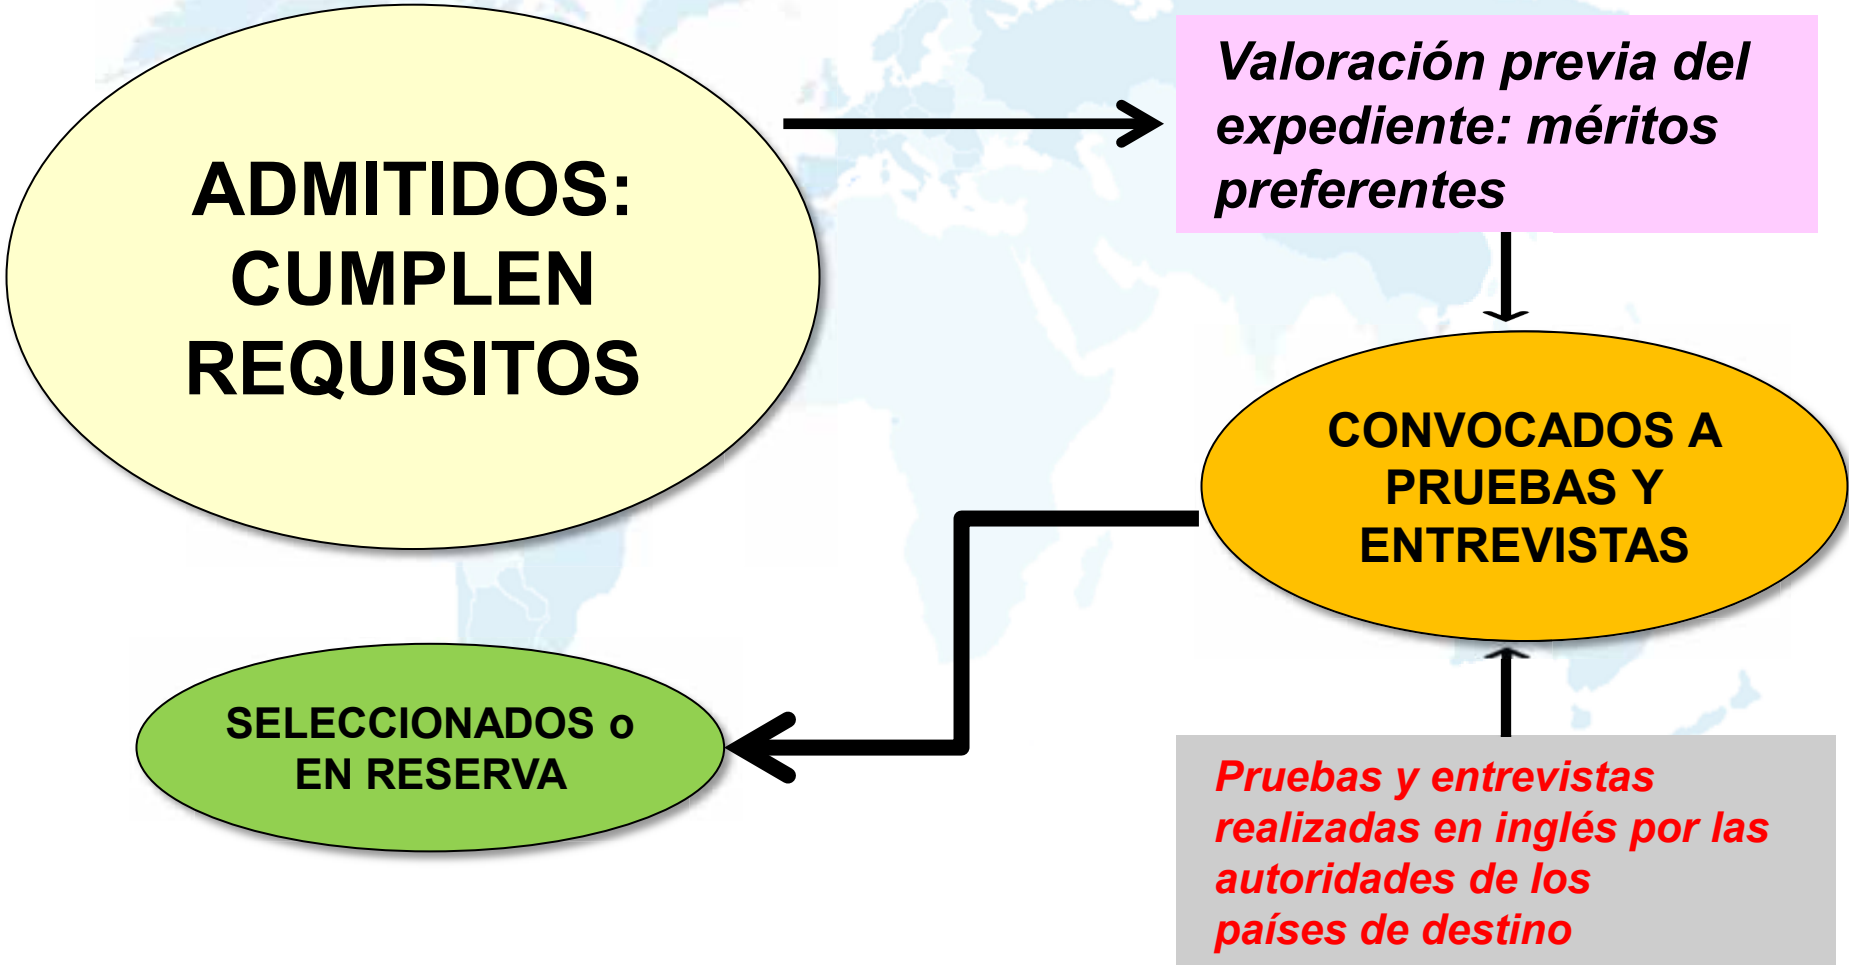 ADMITIDOS:
CUMPLEN
REQUISITOS
Valoración previa del
expediente: méritos
preferentes
CONVOCADOS A
PRUEBAS Y
ENTREVISTAS
SELECCIONADOS o
EN RESERVA
Pruebas y entrevistas
realizadas en inglés por las
autoridades de los
países de destino